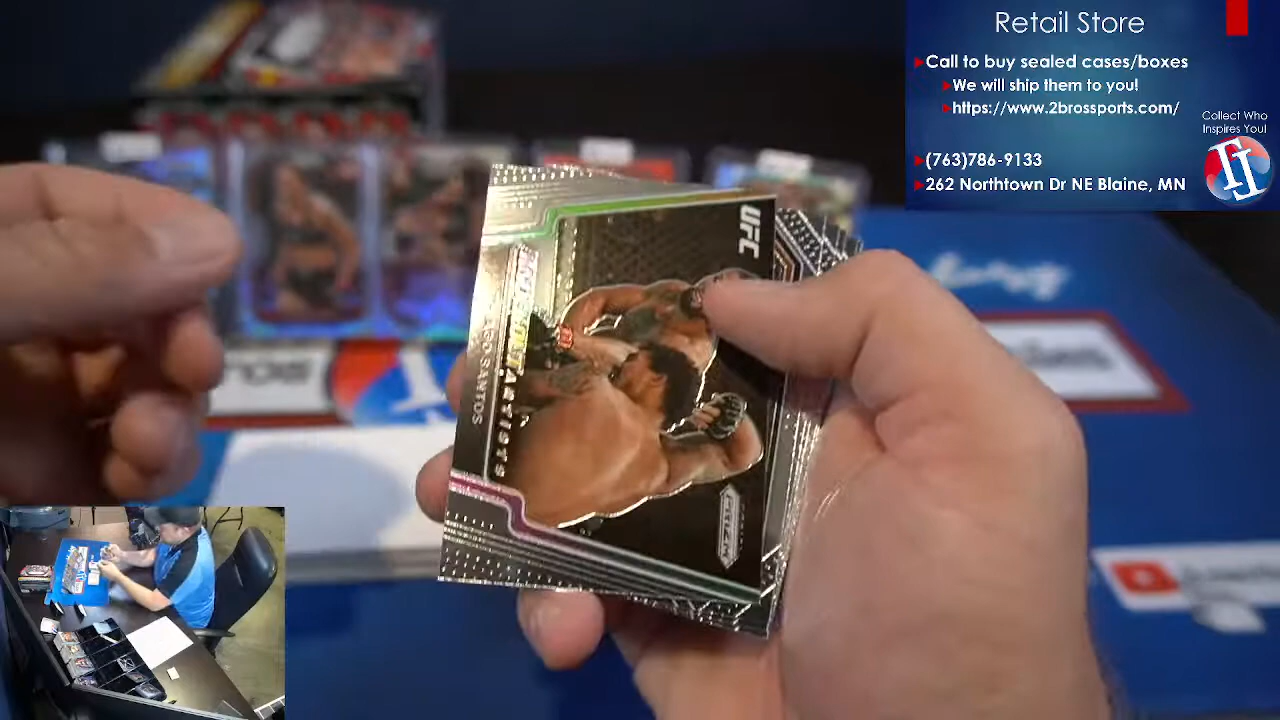 Retail Store
Call to buy sealed cases/boxes
We will ship them to you!
https://www.2brossports.com/
Collect Who
Inspires You!
(763)786-9133
262 Northtown Dr NE Blaine, MN
UFC
ARTISTS
SANTOS
PRIZM